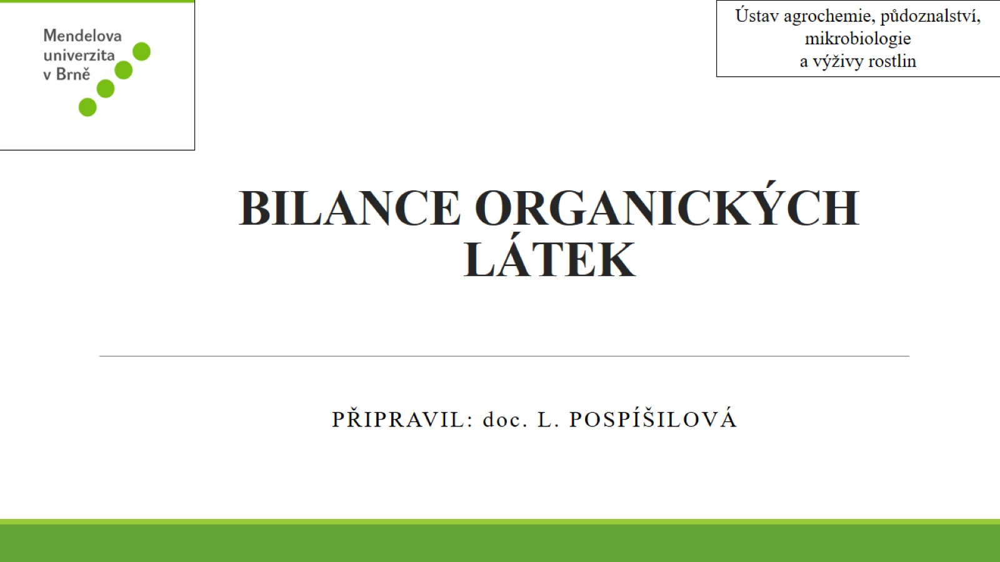 Mendelova
univerzita
v Brně
Ústav agrochemie, půdoznalství,
mikrobiologie
a výživy rostlin
BILANCE ORGANICKÝCH
LÁTEK
PŘIPRAVIL: doc. L. POSPÍŠILOVÁ